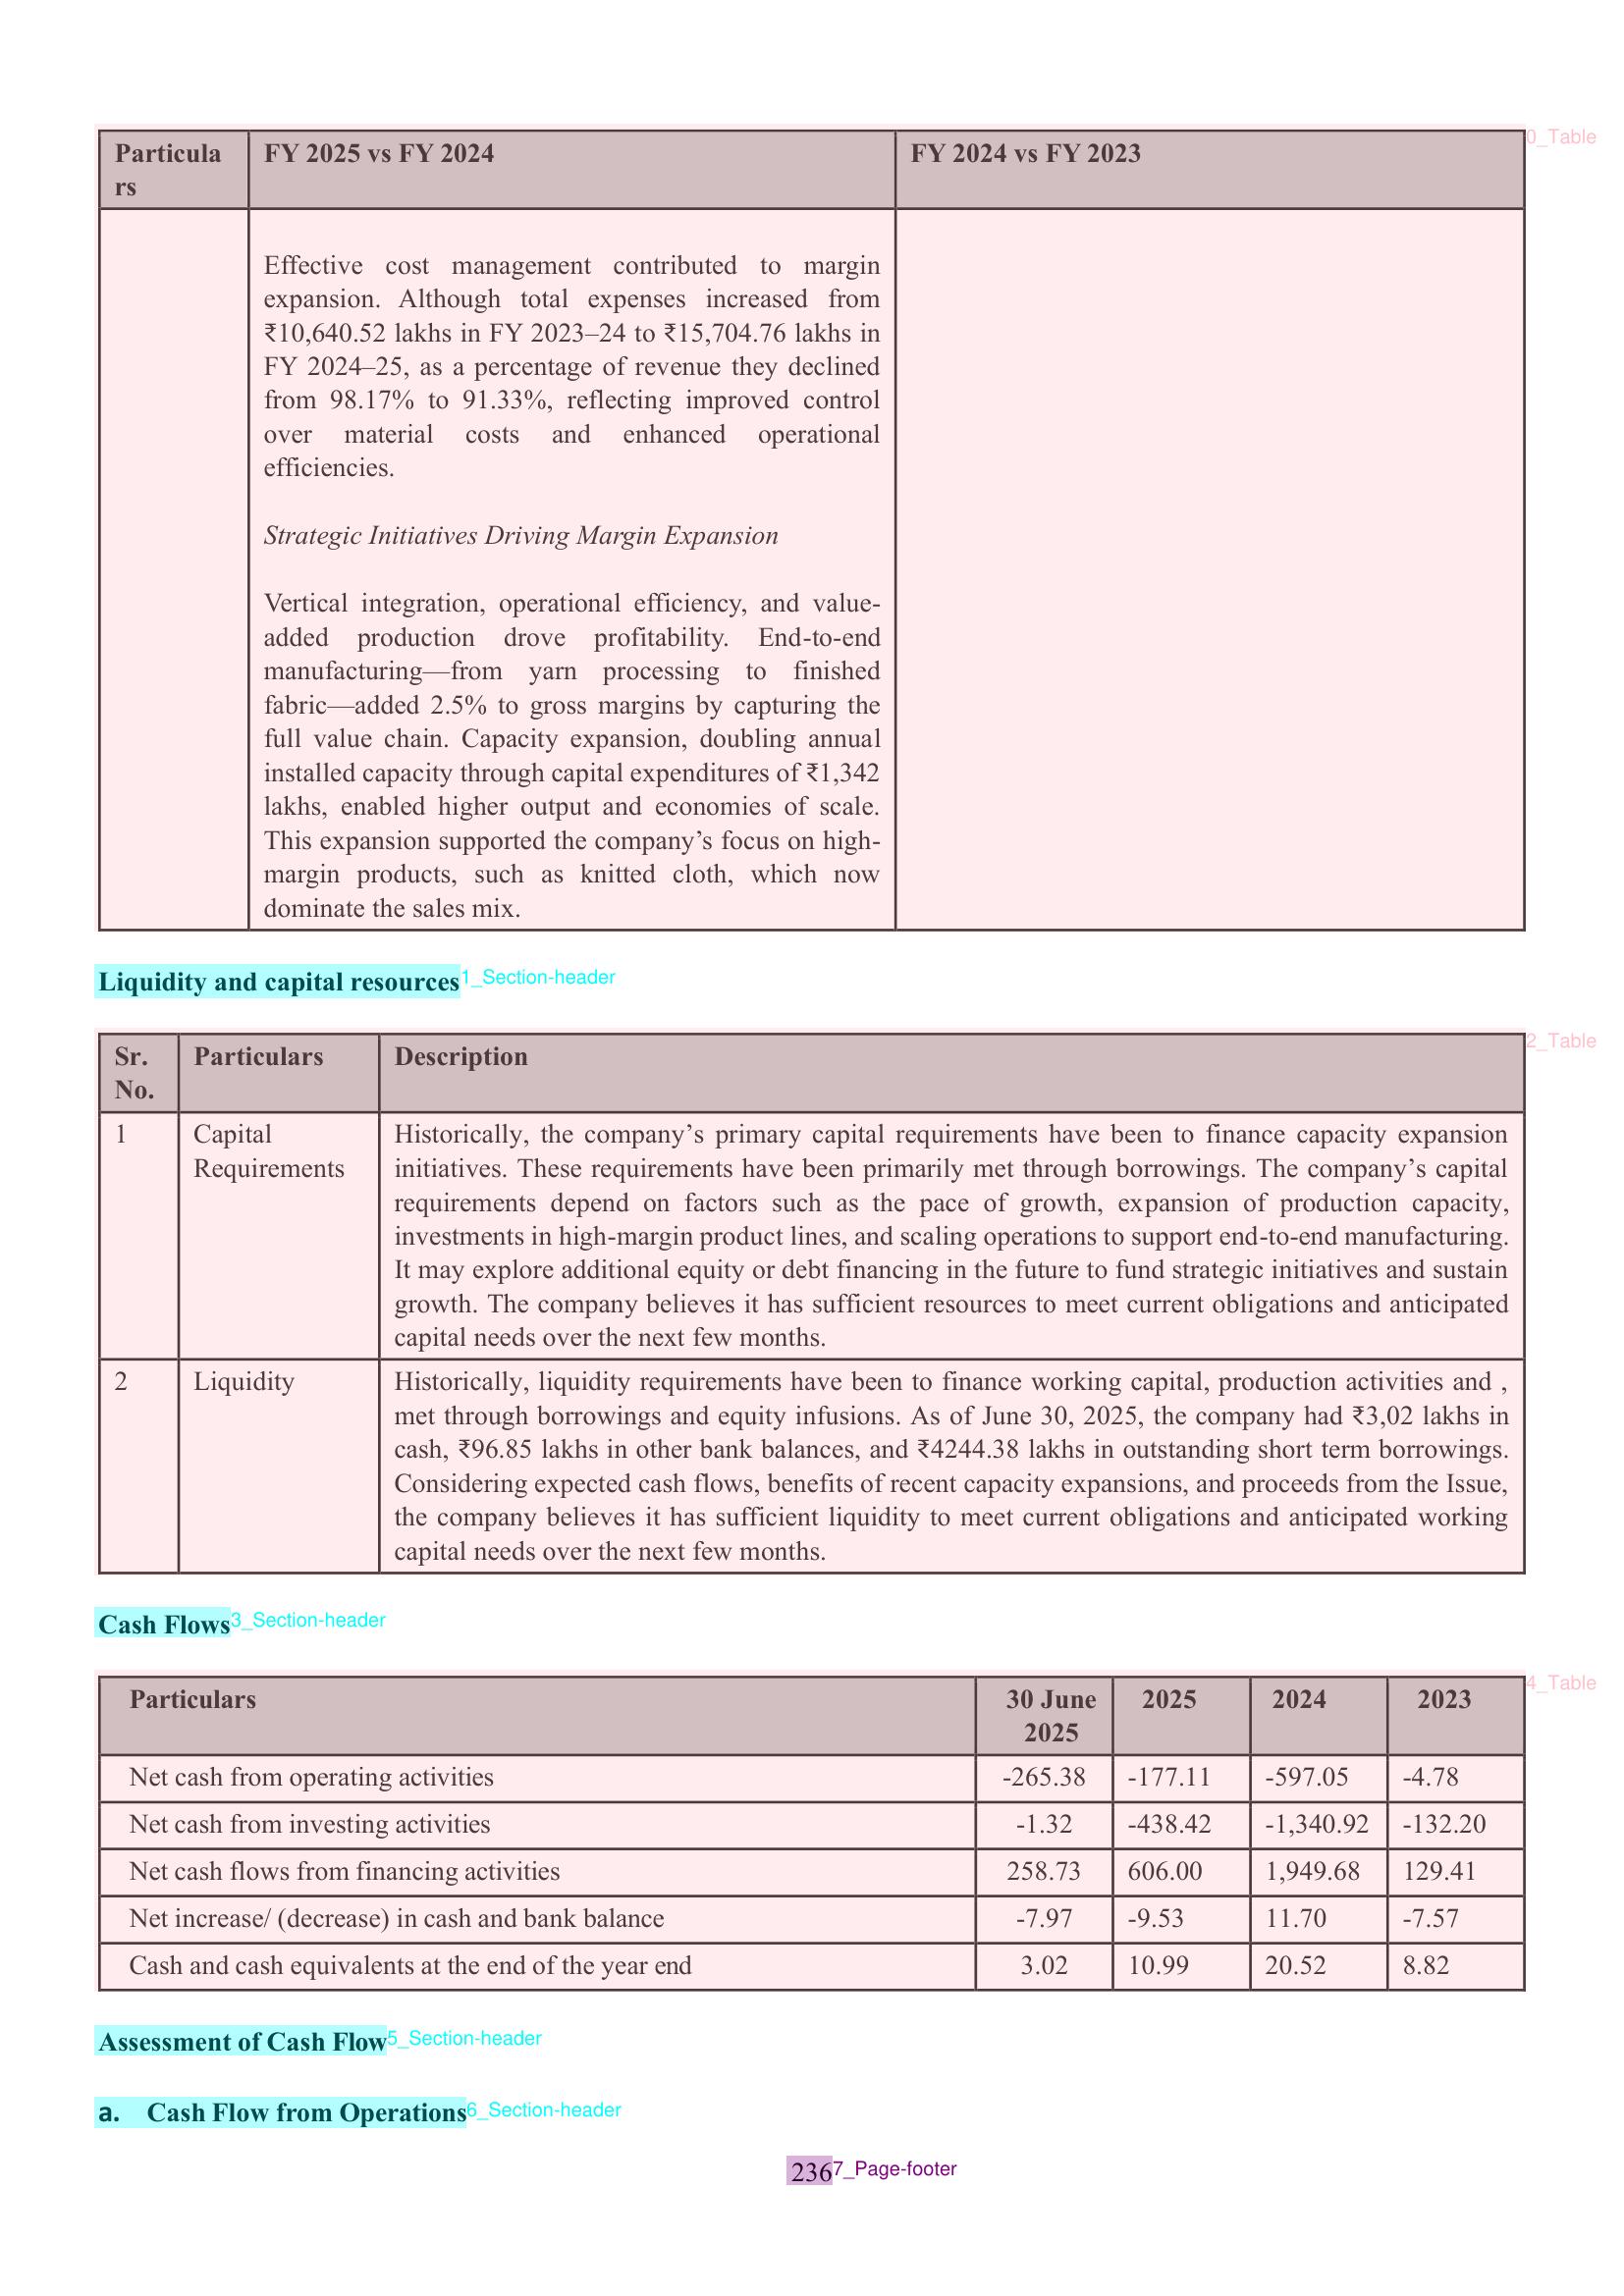 Particula
rs
FY 2025 vs FY 2024
FY 2024 vs FY 2023
0_Table
Effective cost management contributed to margin
expansion. Although total expenses increased from
₹10,640.52 lakhs in FY 2023–24 to ₹15,704.76 lakhs in
FY 2024–25, as a percentage of revenue they declined
from 98.17% to 91.33%, reflecting improved control
over material costs and enhanced operational
efficiencies.
Strategic Initiatives Driving Margin Expansion
Vertical integration, operational efficiency, and value-
added production drove profitability. End-to-end
manufacturing—from yarn processing to finished
fabric—added 2.5% to gross margins by capturing the
full value chain. Capacity expansion, doubling annual
installed capacity through capital expenditures of ₹1,342
lakhs, enabled higher output and economies of scale.
This expansion supported the company’s focus on high-
margin products, such as knitted cloth, which now
dominate the sales mix.
Liquidity and capital resources 1_Section-header
2_Table
Sr.
No.
Particulars
Description
1
Capital
Requirements
Historically, the company’s primary capital requirements have been to finance capacity expansion
initiatives. These requirements have been primarily met through borrowings. The company’s capital
requirements depend on factors such as the pace of growth, expansion of production capacity,
investments in high-margin product lines, and scaling operations to support end-to-end manufacturing.
It may explore additional equity or debt financing in the future to fund strategic initiatives and sustain
growth. The company believes it has sufficient resources to meet current obligations and anticipated
capital needs over the next few months.
2
Liquidity
Historically, liquidity requirements have been to finance working capital, production activities and ,
met through borrowings and equity infusions. As of June 30, 2025, the company had ₹3,02 lakhs in
cash, ₹96.85 lakhs in other bank balances, and ₹4244.38 lakhs in outstanding short term borrowings.
Considering expected cash flows, benefits of recent capacity expansions, and proceeds from the Issue,
the company believes it has sufficient liquidity to meet current obligations and anticipated working
capital needs over the next few months.
Cash Flows 3_Section-header
4_Table
Particulars
30 June
2025
2025
2024
2023
Net cash from operating activities -265.38 -177.11 -597.05 -4.78
Net cash from investing activities -1.32 -438.42 -1,340.92 -132.20
Net cash flows from financing activities 258.73 606.00 1,949.68 129.41
Net increase/ (decrease) in cash and bank balance -7.97 -9.53 11.70 -7.57
Cash and cash equivalents at the end of the year end 3.02 10.99 20.52 8.82
Assessment of Cash Flow 5_Section-header
a. Cash Flow from Operations 6_Section-header
236 7_Page-footer